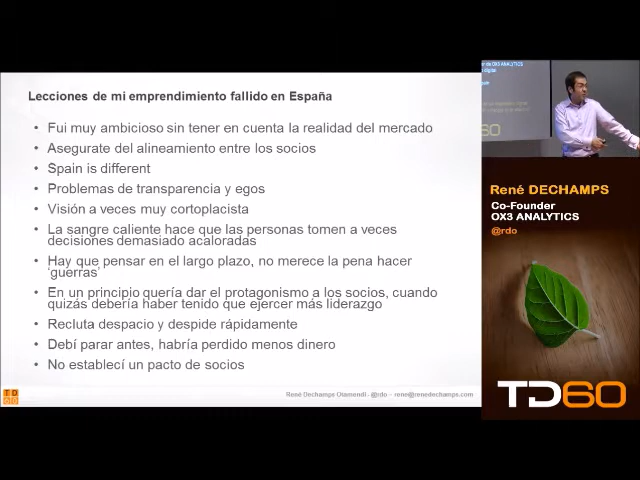 Lecciones de mi emprendimiento fallido en España
• Fui muy ambicioso sin tener en cuenta la realidad del mercado
• Asegurate del alineamiento entre los socios
• Spain is different
• Problemas de transparencia y egos
• Visión a veces muy cortoplacista
• La sangre caliente hace que las personas tomen a veces
decisiones demasiado acaloradas
• Hay que pensar en el largo plazo, no merece la pena hacer
‘guerras’
• En un principio quería dar el protagonismo a los socios, cuando
quizás debería haber tenido que ejercer más liderazgo
• Recluta despacio y despide rápidamente
• Debí parar antes, habría perdido menos dinero
• No establecí un pacto de socios
TD
60
René Dechamps Otamendi - @rdo – rene@renedechamps.com
OX3 ANALYTICS
60
René DECHAMPS
Co-Founder
OX3 ANALYTICS
@rdo
TD60